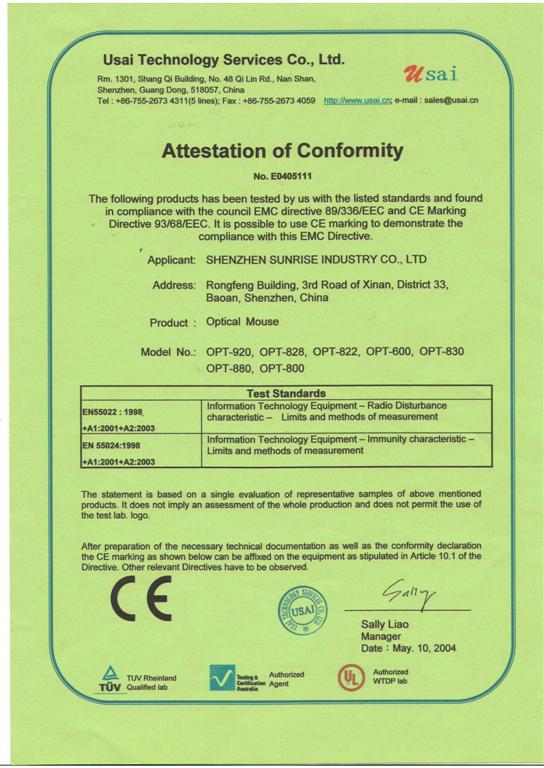 Usai Technology Services Co., Ltd.
Usai
Rm. 1301, Shang Qi Building, No. 48 Qi Lin Rd., Nan Shan,
Shenzhen, Guang Dong, 518057, China
Tel : +86-755-2673 4311(5 lines); Fax : +86-755-2673 4059 http://www.usai.cn; e-mail : sales@usai.cn
Attestation of Conformity
No. E0405111
The following products has been tested by us with the listed standards and found
in compliance with the council EMC directive 89/336/EEC and CE Marking
Directive 93/68/EEC. It is possible to use CE marking to demonstrate the
compliance with this EMC Directive.
Applicant: SHENZHEN SUNRISE INDUSTRY CO., LTD
Address: Rongfeng Building, 3rd Road of Xinan, District 33,
Baoan, Shenzhen, China
Product : Optical Mouse
Model No.: OPT-920, OPT-828, OPT-822, OPT-600, OPT-830
OPT-880, OPT-800
Test Standards
EN55022 : 1998,
+A1:2001+A2:2003
Information Technology Equipment – Radio Disturbance
characteristic – Limits and methods of measurement
EN 55024:1998
+A1:2001+A2:2003
Information Technology Equipment – Immunity characteristic –
Limits and methods of measurement
The statement is based on a single evaluation of representative samples of above mentioned
products. It does not imply an assessment of the whole production and does not permit the use of
the test lab. logo.
After preparation of the necessary technical documentation as well as the conformity declaration
the CE marking as shown below can be affixed on the equipment as stipulated in Article 10.1 of the
Directive. Other relevant Directives have to be observed.
CE
USAI TECHNOLOGY SERVICES CO., LTD
USAI
Sally
Sally Liao
Manager
Date : May. 10, 2004
TÜV
TUV Rheinland
Qualified lab
Testing &
Certification
Australia
Authorized
Agent
UL
Authorized
WTDP lab